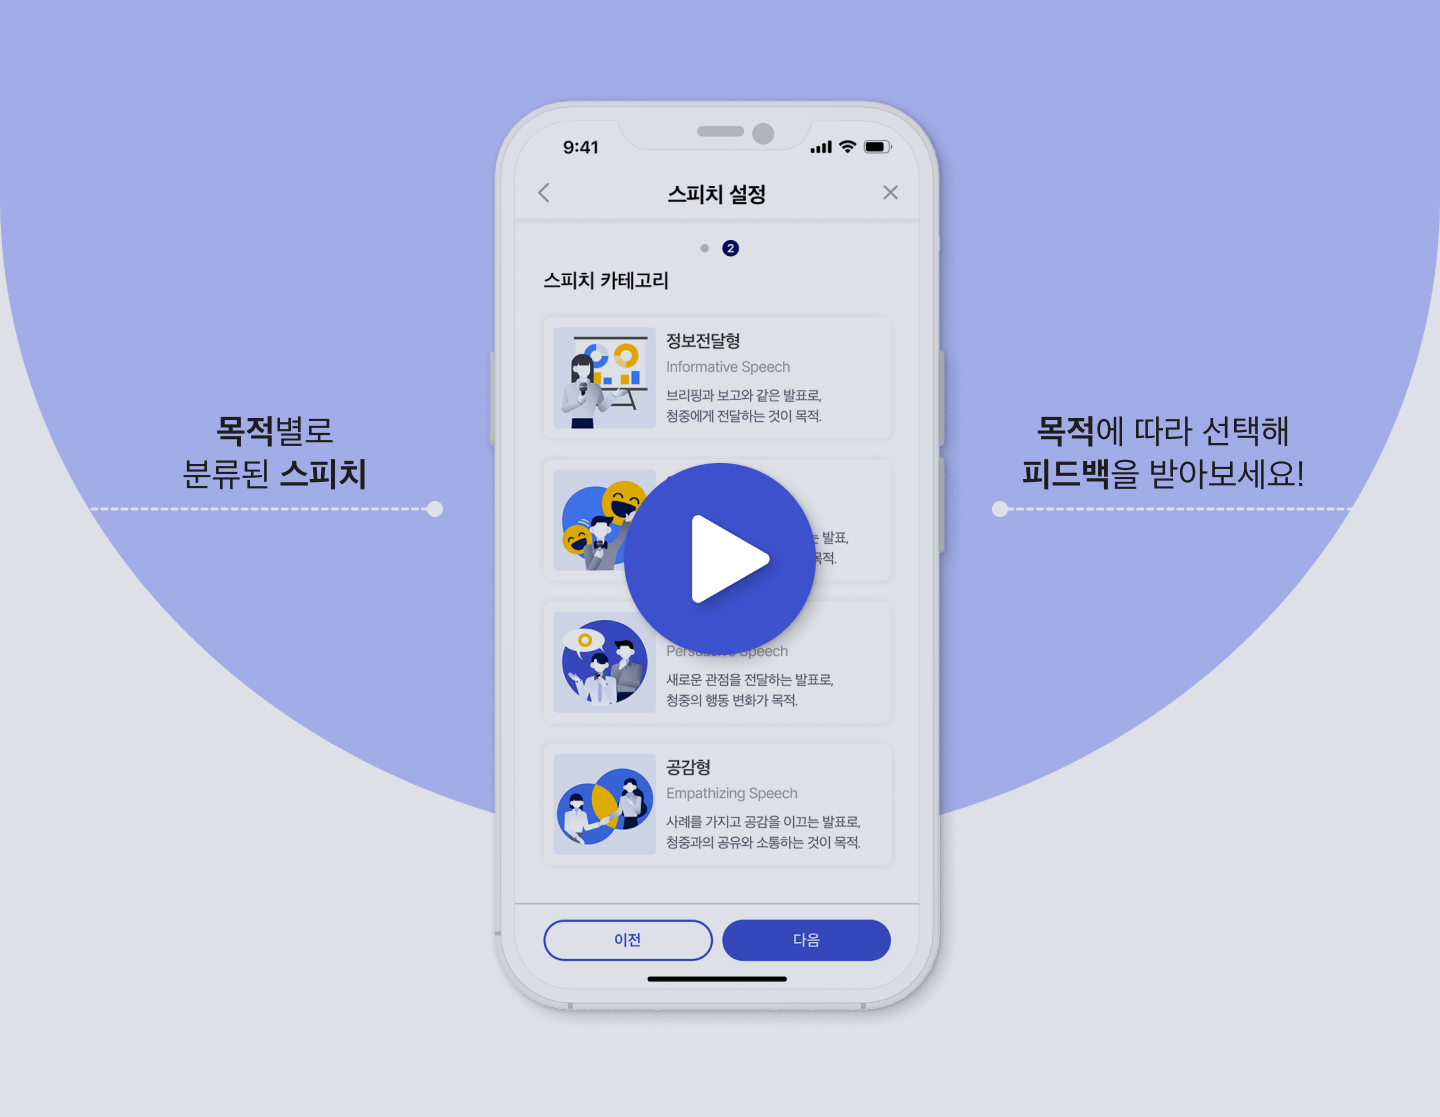 9:41
스피치 설정
2
스피치 카테고리
정보전달형
Informative Speech
브리핑과 보고와 같은 발표로,
청중에게 전달하는 것이 목적.
목적별로
분류된 스피치
목적에 따라 선택해
피드백을 받아보세요!
발표,
목적.
Speech
새로운 관점을 전달하는 발표로,
청중의 행동 변화가 목적.
공감형
Empathizing Speech
사례를 가지고 공감을 이끄는 발표로,
청중과의 공유와 소통하는 것이 목적.
이전
다음